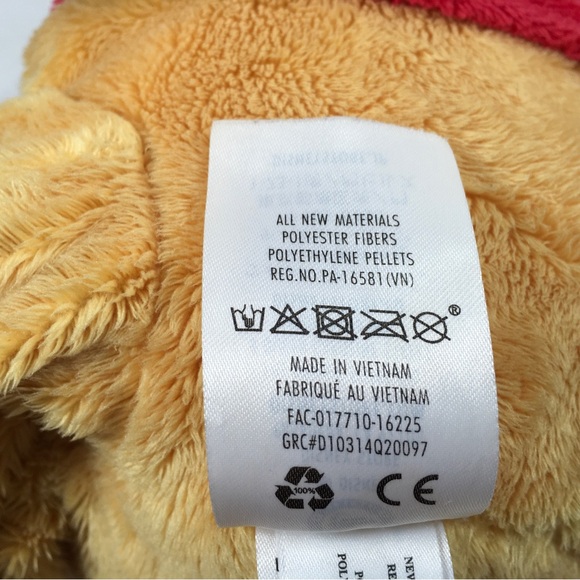 ALL NEW MATERIALS
POLYESTER FIBERS
POLYETHYLENE PELLETS
REG.NO.PA-16581(VN)
®
MADE IN VIETNAM
FABRIQUÉ AU VIETNAM
FAC-017710-16225
GRC#D10314Q20097
100% CE